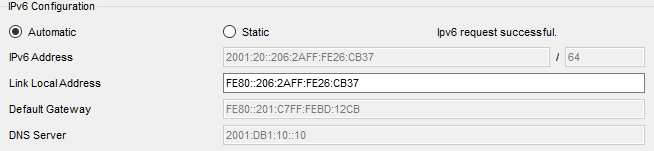 IPv6 Configuration
Automatic Static Ipv6 request successful.
IPv6 Address 2001:20::206:2AFF:FE26:CB37 / 64
Link Local Address FE80::206:2AFF:FE26:CB37
Default Gateway FE80::201:C7FF:FEBD:12CB
DNS Server 2001:DB1:10::10